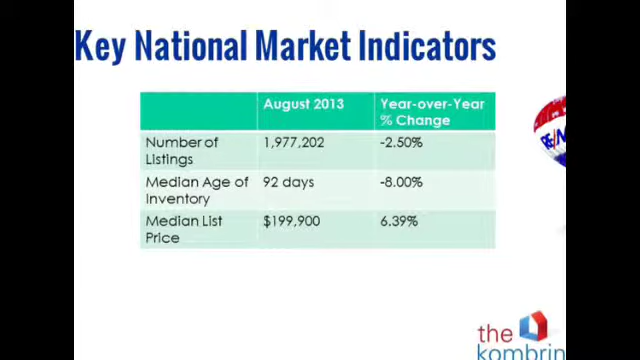 Key National Market Indicators
August 2013 Year-over-Year
% Change
Number of 1,977,202 -2.50%
Listings
Median Age of 92 days -8.00%
Inventory
Median List $199,900 6.39%
Price
the
kombrin